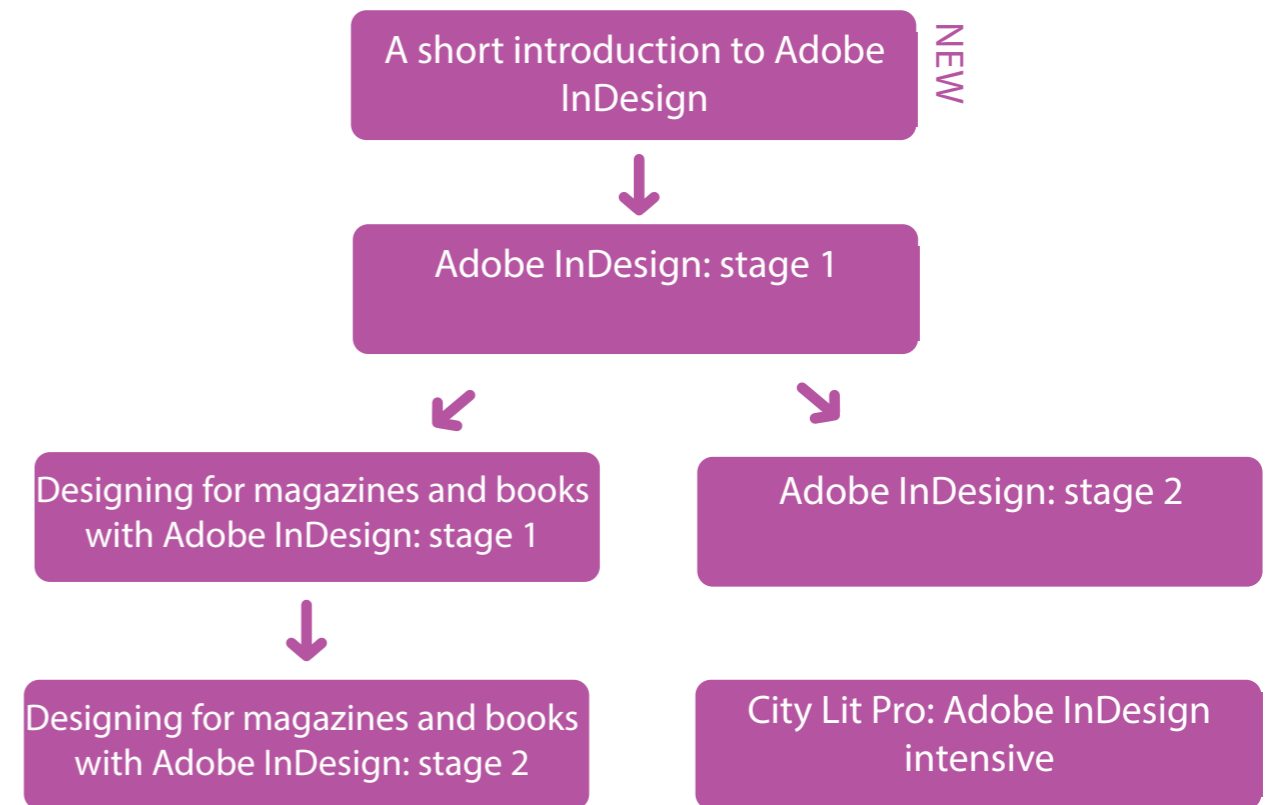 A short introduction to Adobe
InDesign
NEW
Adobe InDesign: stage 1
Designing for magazines and books
with Adobe InDesign: stage 1
Adobe InDesign: stage 2
Designing for magazines and books
with Adobe InDesign: stage 2
City Lit Pro: Adobe InDesign
intensive